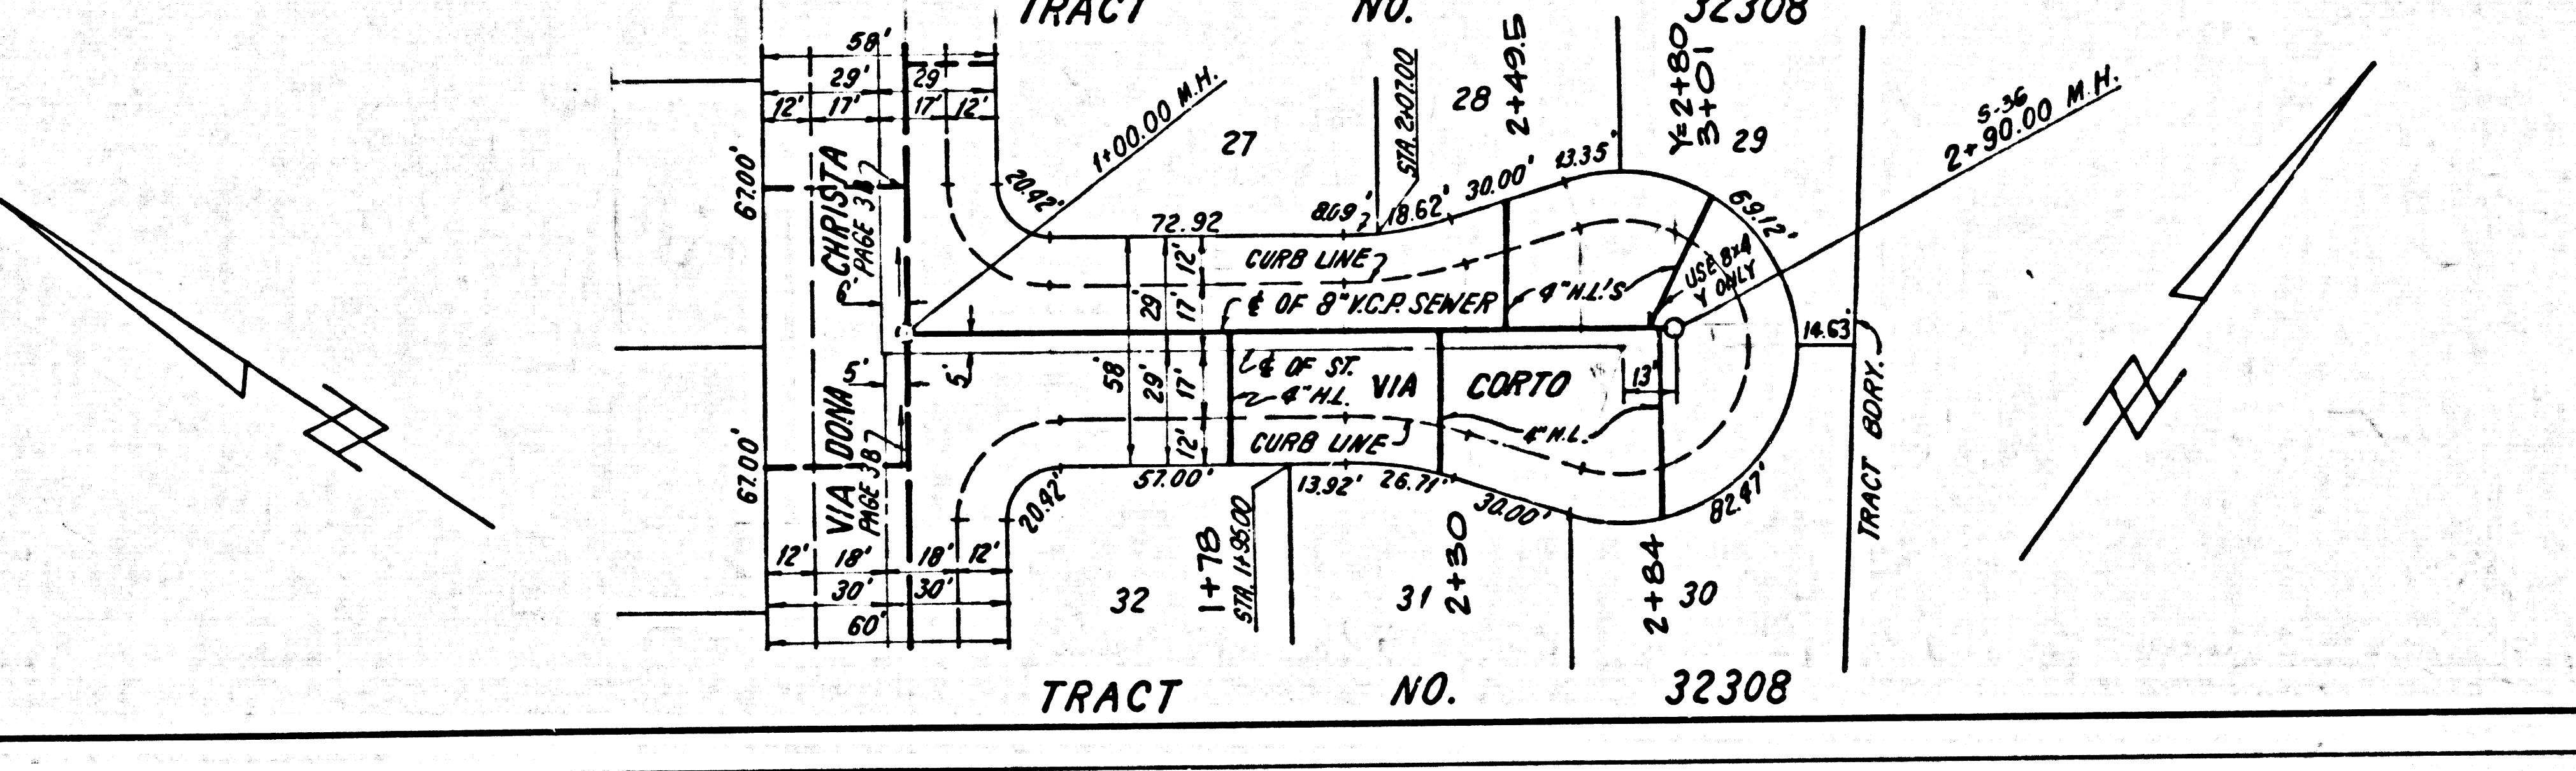 TRACT NO. 32308
58'
29' 29
12' 17' 17' 12'
67.00'
CHRISTA
PAGE 3B7
6'
20.42'
1+00.00 M.H.
27
72.92
8.09'
STA. 2+07.00
18.62'
28
2+49.5
30.00'
13.35'
Y=2+80
3+01
29
69.12'
S-36
2+90.00 M.H.
CURB LINE
12'
29'
17'
₵ OF 8" V.C.P. SEWER
4" H.L.'S
USE 8x4
Y ONLY
14.63'
TRACT BDRY.
5'
5'
58'
29'
17'
12'
₵ OF ST.
4" H.L.
VIA CORTO
13'
4" H.L.
CURB LINE
67.00'
VIA DONA
PAGE 3B7
20.42'
57.00'
13.92'
26.71'
30.00'
82.47'
12' 18' 18' 12'
30' 30'
60'
32
1+78
STA. 1+95.00
31
2+30
2+84
30
TRACT NO. 32308